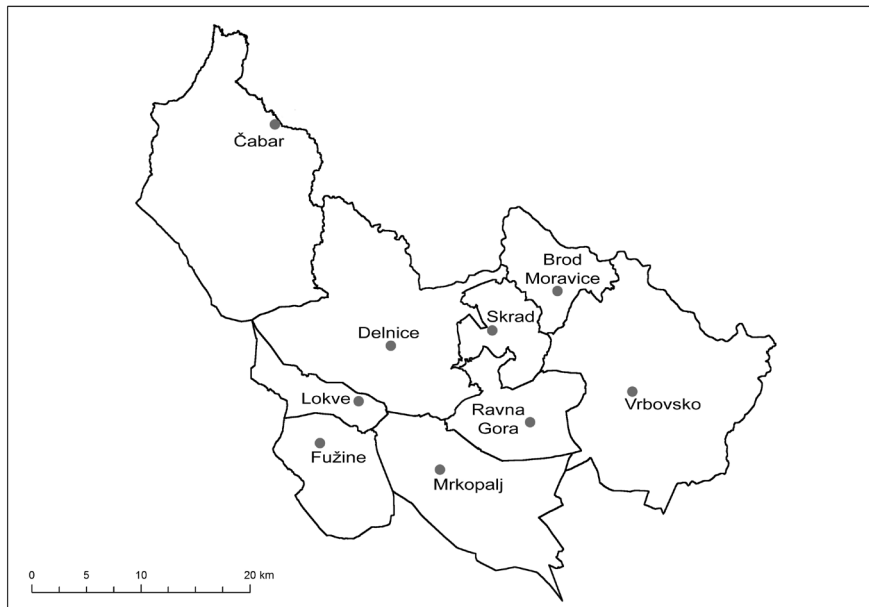 Čabar
Brod
Moravice
Skrad
Delnice
Lokve
Ravna
Gora
Vrbovsko
Fužine
Mrkopalj
0 5 10 20 km